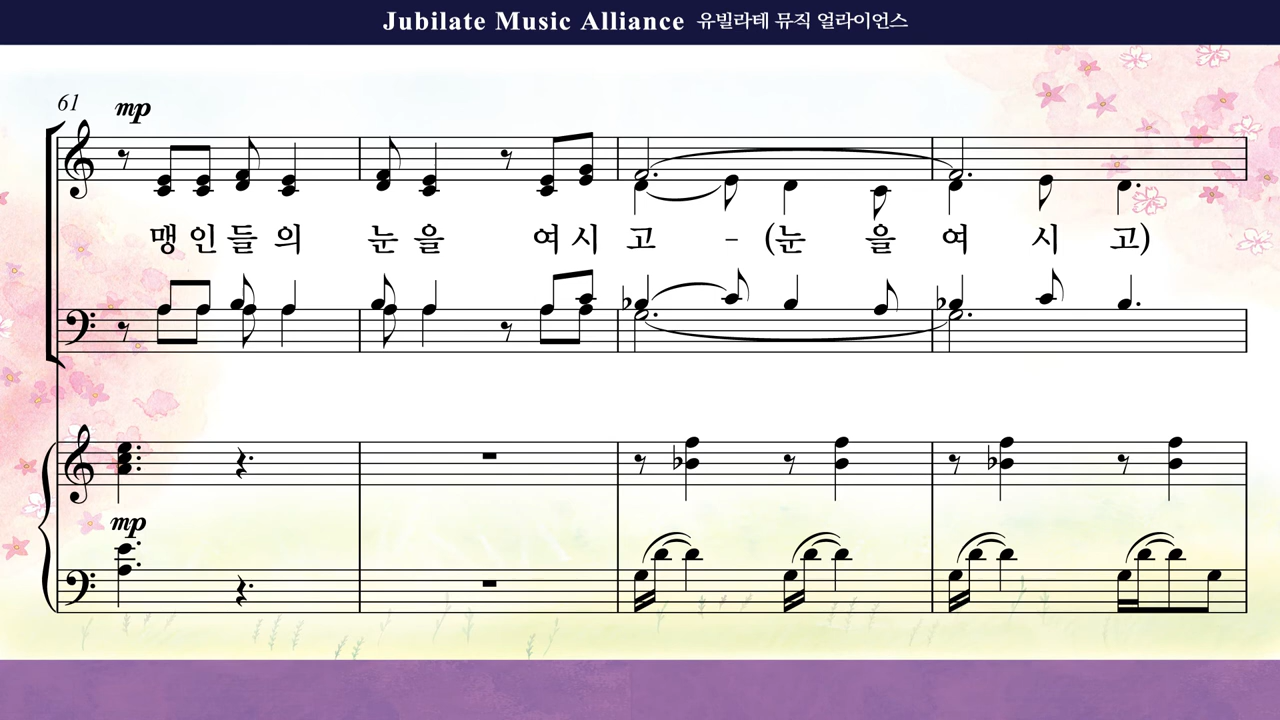 Jubilate Music Alliance 유빌라테 뮤직 얼라이언스
61
mp
맹 인 들 의 눈 을 여 시 고 - (눈 을 여 시 고)
mp